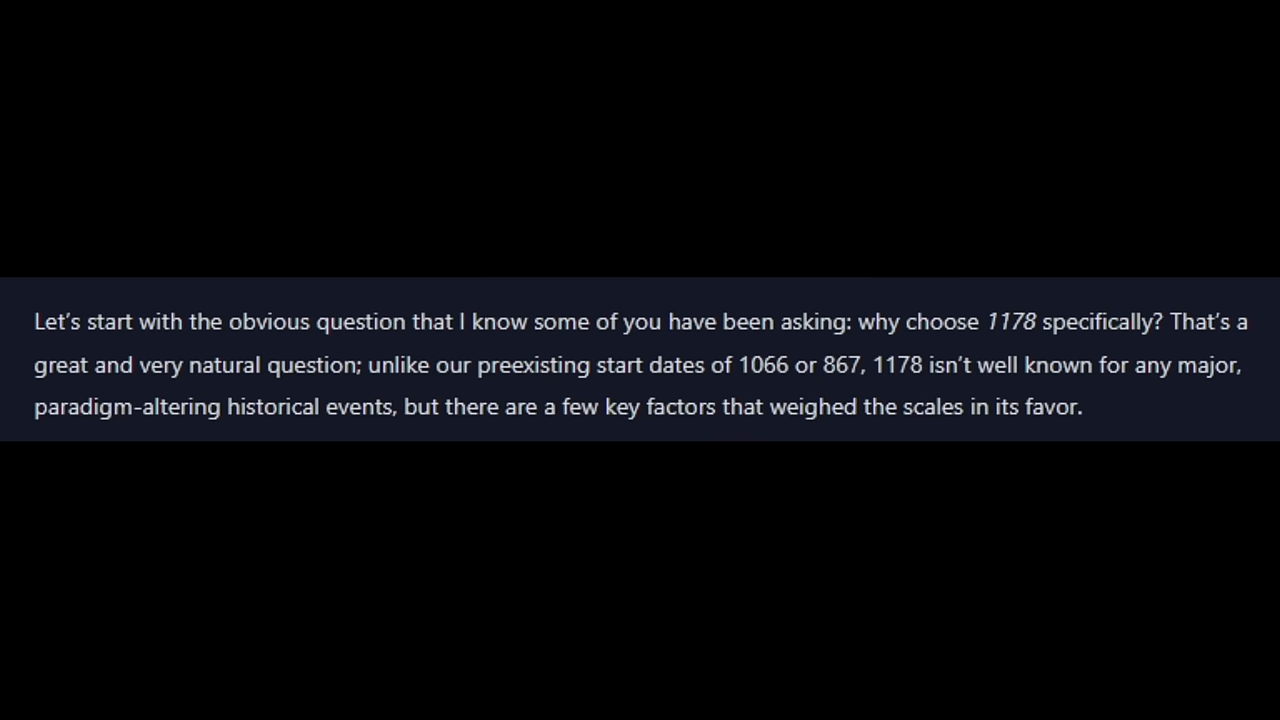 Let’s start with the obvious question that I know some of you have been asking: why choose 1178 specifically? That’s a
great and very natural question; unlike our preexisting start dates of 1066 or 867, 1178 isn’t well known for any major,
paradigm-altering historical events, but there are a few key factors that weighed the scales in its favor.